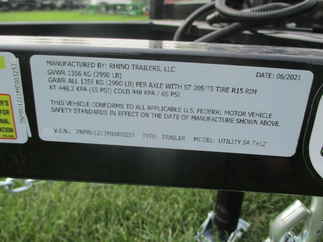 MANUFACTURED BY: RHINO TRAILERS, LLC
DATE: 06/2021
GVWR: 1356 KG (2990 LB)
GAWR ALL 1356 KG (2990 LB) PER AXLE WITH ST 205/75 TIRE R15 RIM
AT 448.2 KPA (65 PSI) COLD 448 KPA / 65 PSI
THIS VEHICLE CONFORMS TO ALL APPLICABLE U.S. FEDERAL MOTOR VEHICLE
SAFETY STANDARDS IN EFFECT ON THE DATE OF MANUFACTURE SHOWN ABOVE.
V.I.N.: TYPE: TRAILER MODEL: UTILITY SA